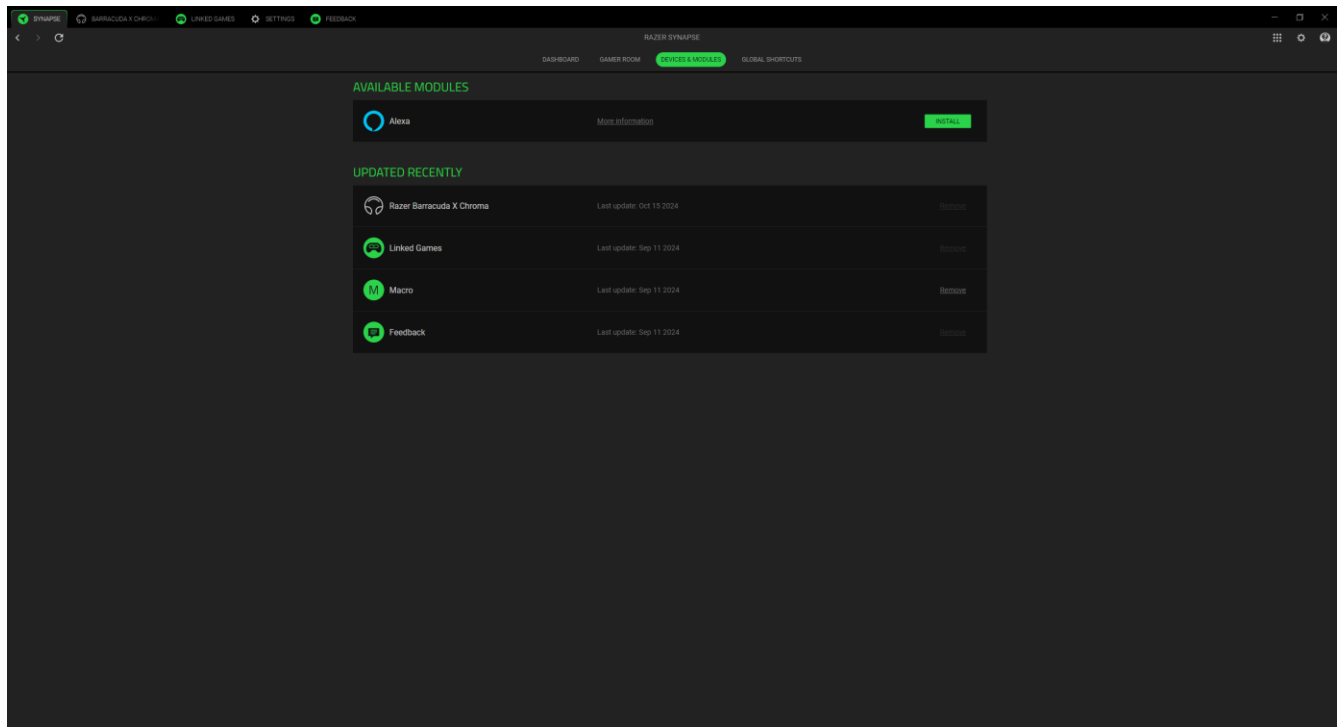 SYNAPSE BARRACUDA X CHROM LINKED GAMES SETTINGS FEEDBACK
RAZER SYNAPSE
DASHBOARD GAMER ROOM DEVICES & MODULES GLOBAL SHORTCUTS
AVAILABLE MODULES
Alexa More information INSTALL
UPDATED RECENTLY
Razer Barracuda X Chroma Last update: Oct 15 2024 Remove
Linked Games Last update: Sep 11 2024 Remove
M Macro Last update: Sep 11 2024 Remove
Feedback Last update: Sep 11 2024 Remove